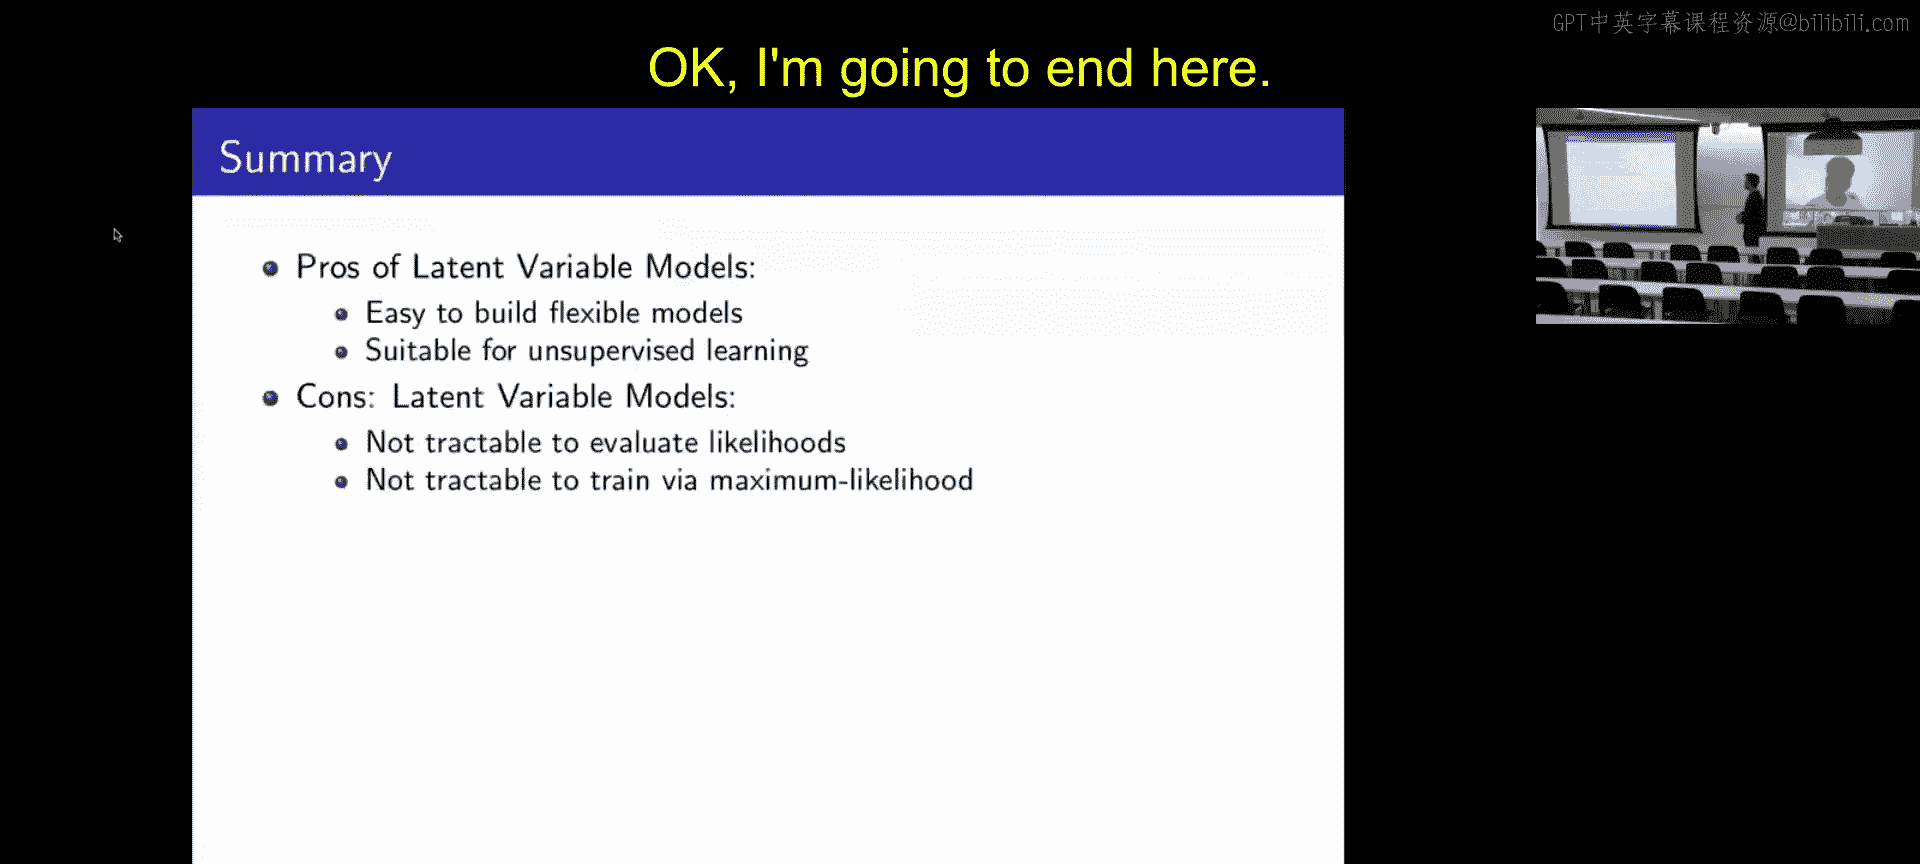 GPT中英字幕课程资源@bilibili.com
OK, I'm going to end here.
Summary
Pros of Latent Variable Models:
Easy to build flexible models
Suitable for unsupervised learning
Cons: Latent Variable Models:
Not tractable to evaluate likelihoods
Not tractable to train via maximum-likelihood